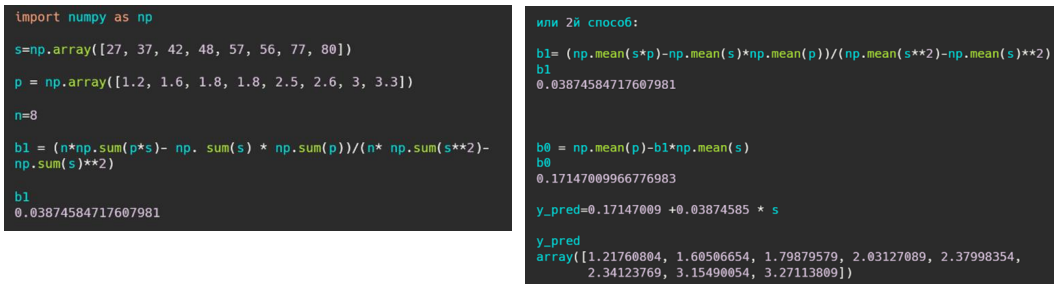 import numpy as np
s=np.array([27, 37, 42, 48, 57, 56, 77, 80])
p = np.array([1.2, 1.6, 1.8, 1.8, 2.5, 2.6, 3, 3.3])
n=8
b1 = (n*np.sum(p*s)- np. sum(s) * np.sum(p))/(n* np.sum(s**2)-
np.sum(s)**2)
b1
0.03874584717607981
или 2й способ:
b1= (np.mean(s*p)-np.mean(s)*np.mean(p))/(np.mean(s**2)-np.mean(s)**2)
b1
0.03874584717607981
b0 = np.mean(p)-b1*np.mean(s)
b0
0.17147009966776983
y_pred=0.17147009 +0.03874585 * s
y_pred
array([1.21760804, 1.60506654, 1.79879579, 2.03127089, 2.37998354,
2.34123769, 3.15490054, 3.27113809])